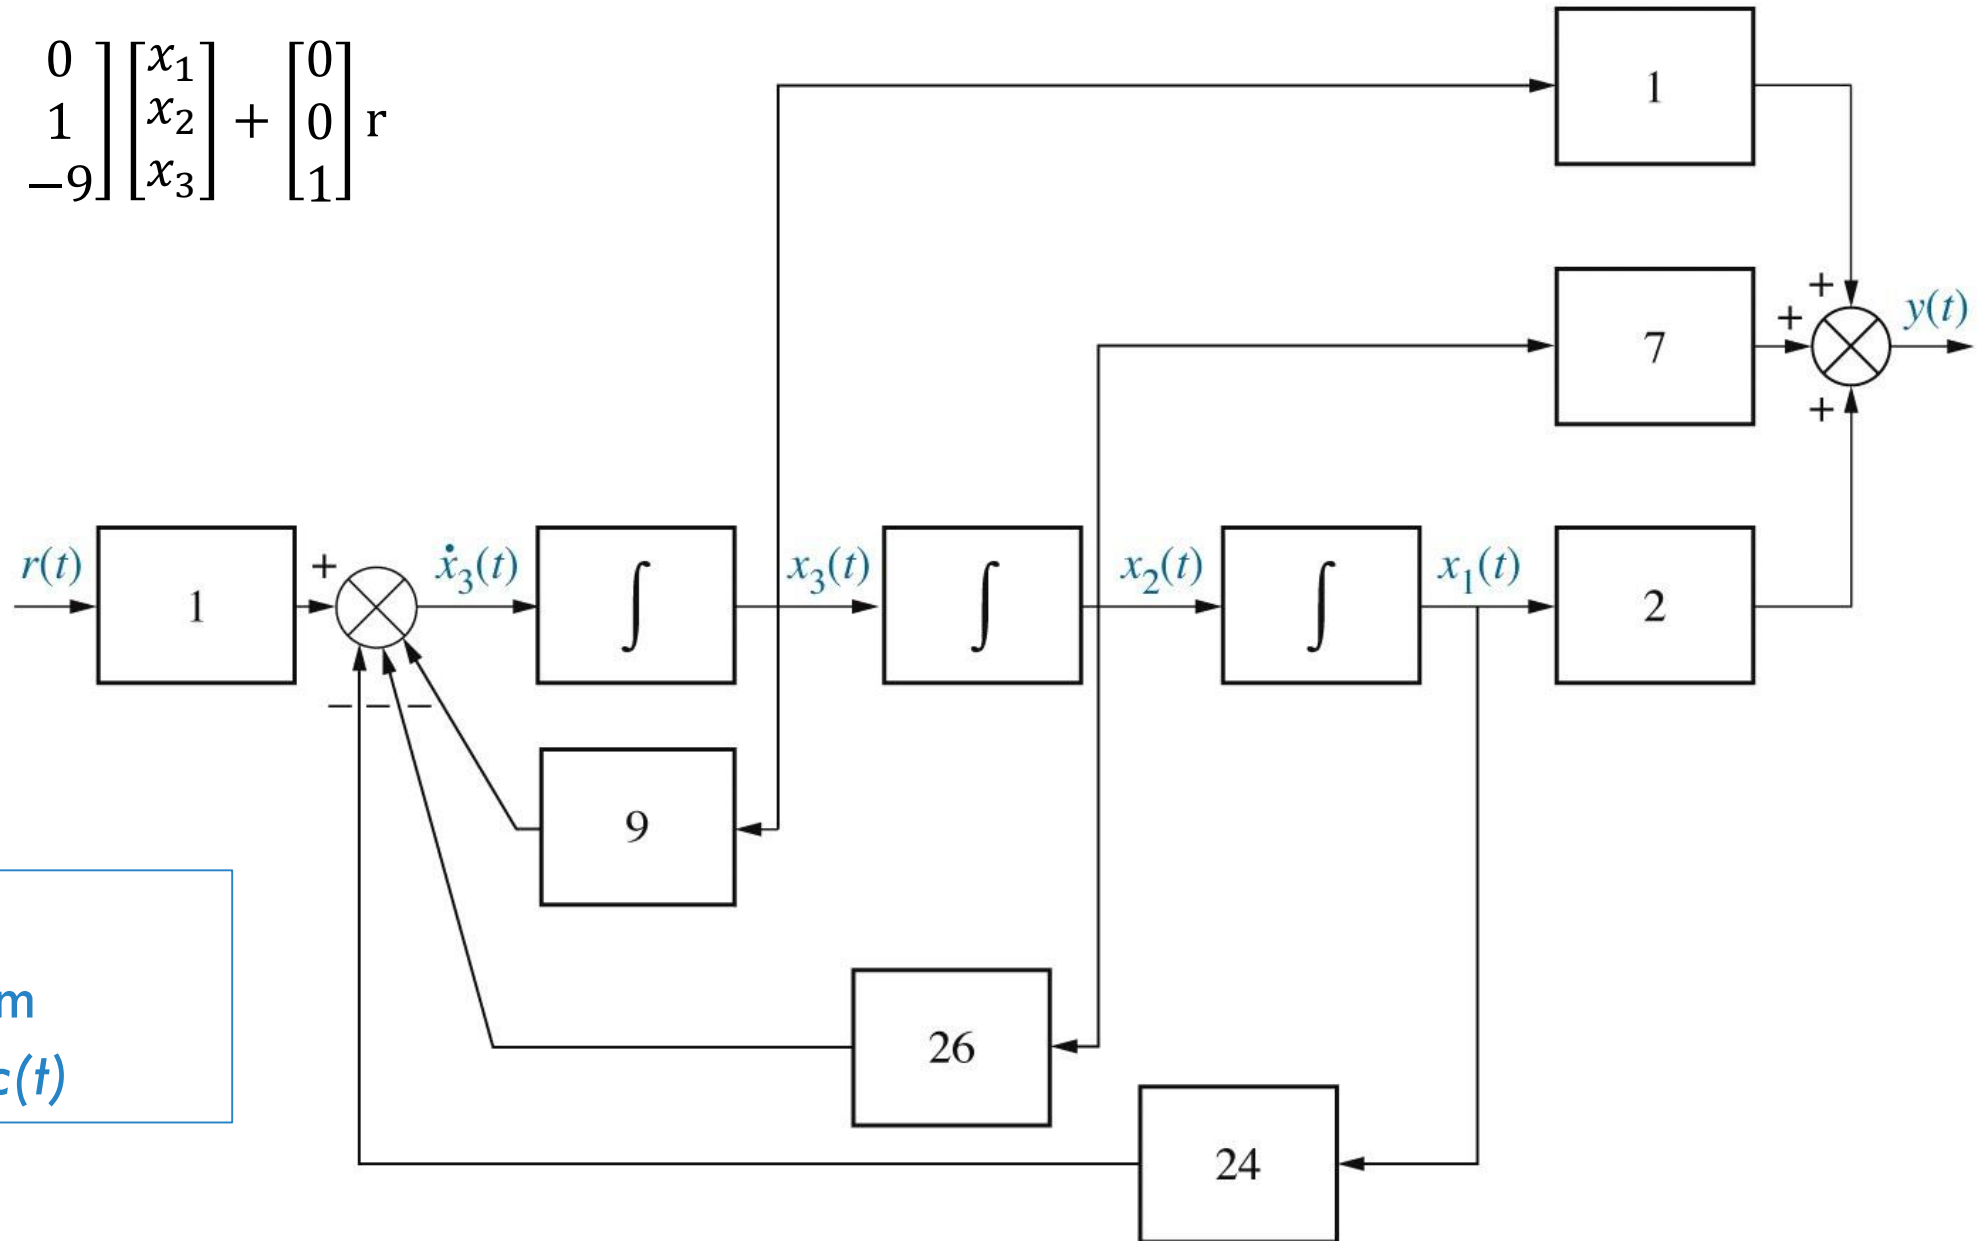 0
1
−9
x₁
x₂
x₃
+
0
0
1
r
1
+
7
+
y(t)
+
r(t)
1
+
ẋ₃(t)
∫
x₃(t)
∫
x₂(t)
∫
x₁(t)
2
− − −
9
26
24
m
c(t)